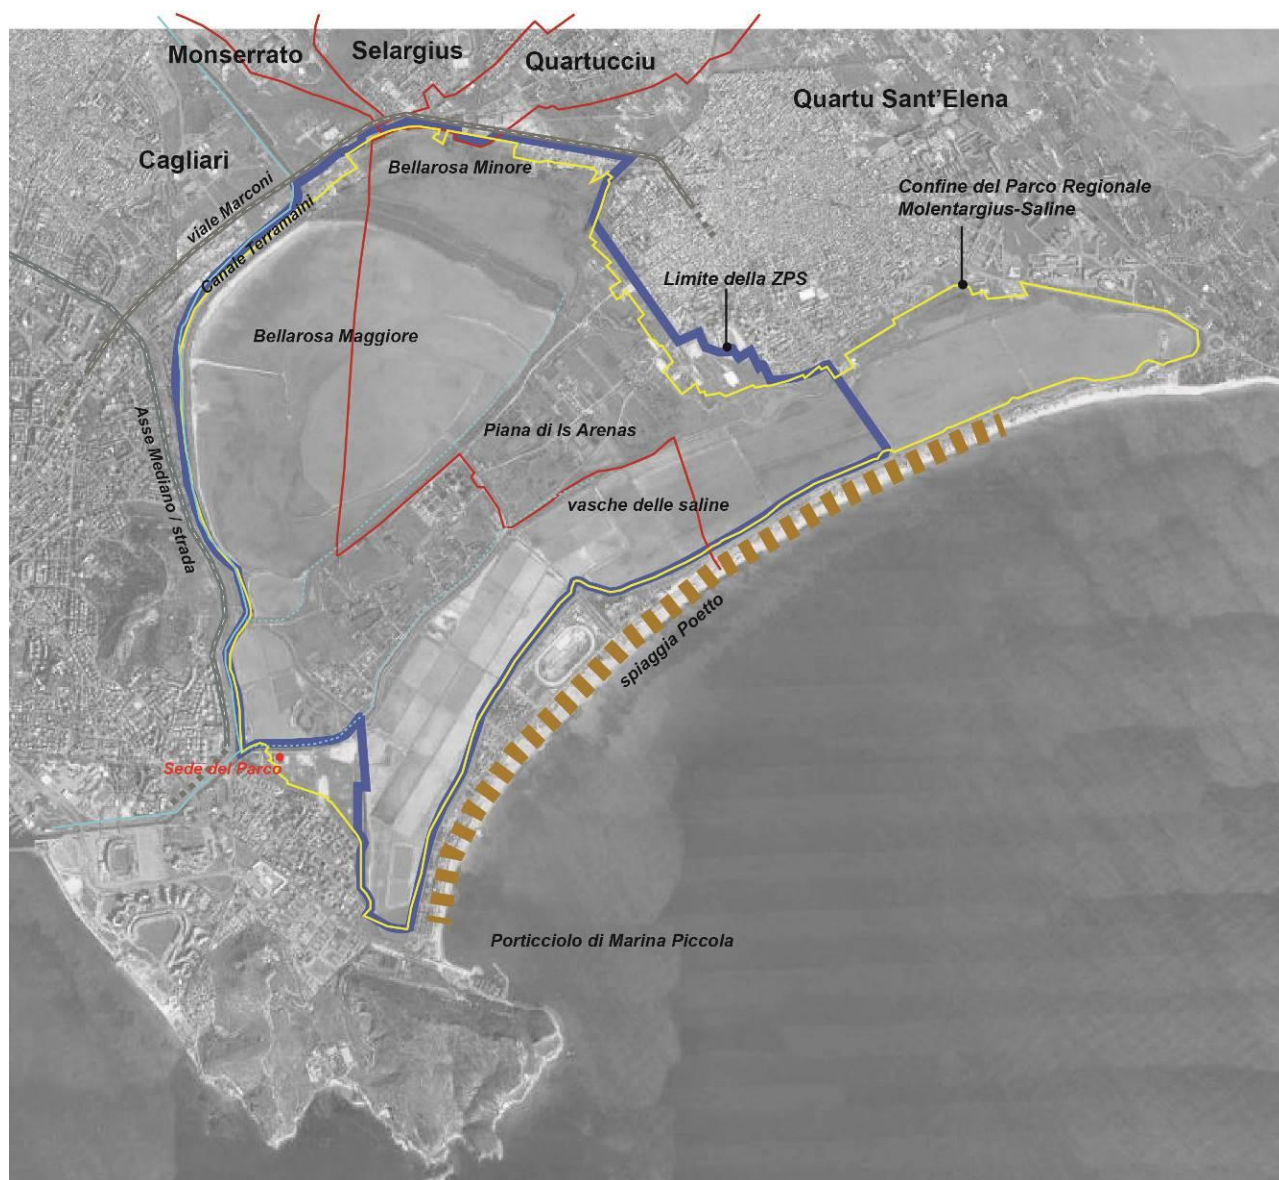 Monserrato
Selargius
Quartucciu
Quartu Sant'Elena
Cagliari
Bellarosa Minore
viale Marconi
Canale Terramaini
Confine del Parco Regionale
Molentargius-Saline
Limite della ZPS
Bellarosa Maggiore
Asse Mediano / strada
Piana di Is Arenas
vasche delle saline
spiaggia Poetto
Sede del Parco
Porticciolo di Marina Piccola